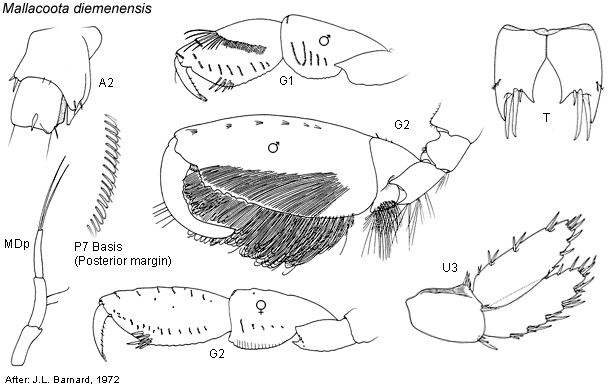 Mallacoota diemenensis
A2
♂
G1
G2
♂
T
P7 Basis
(Posterior margin)
MDp
U3
♀
G2
After: J.L. Barnard, 1972